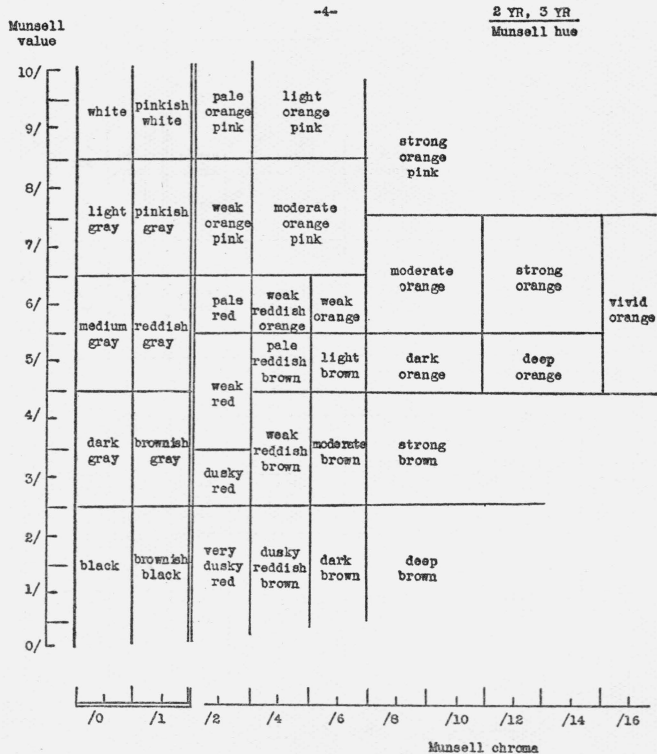 -4-
2 YR, 3 YR
Munsell hue
Munsell
value
10/
9/
8/
7/
6/
5/
4/
3/
2/
1/
0/
white
pinkish
white
pale
orange
pink
light
orange
pink
strong
orange
pink
light
gray
pinkish
gray
weak
orange
pink
moderate
orange
pink
moderate
orange
strong
orange
vivid
orange
medium
gray
reddish
gray
pale
red
weak
reddish
orange
weak
orange
weak
red
pale
reddish
brown
light
brown
dark
orange
deep
orange
dark
gray
brownish
gray
dusky
red
weak
reddish
brown
moderate
brown
strong
brown
black
brownish
black
very
dusky
red
dusky
reddish
brown
dark
brown
deep
brown
/0 /1 /2 /4 /6 /8 /10 /12 /14 /16
Munsell chroma